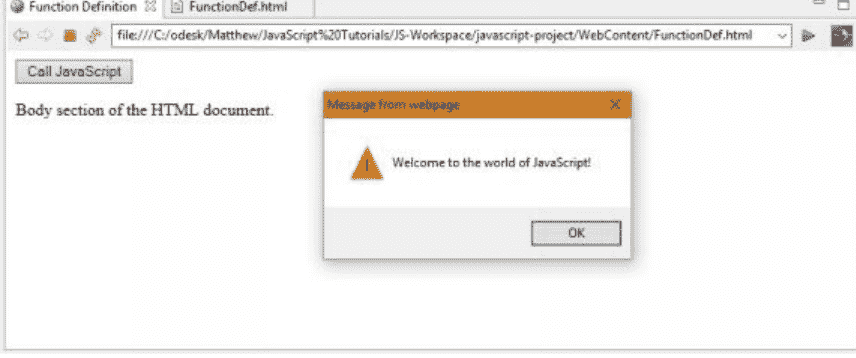 Function Definition FunctionDef.html
file:///C:/odesk/Matthew/JavaScript%20Tutorials/JS-Workspace/javascript-project/WebContent/FunctionDef.html
Call JavaScript
Body section of the HTML document.
Message from webpage
Welcome to the world of JavaScript!
OK